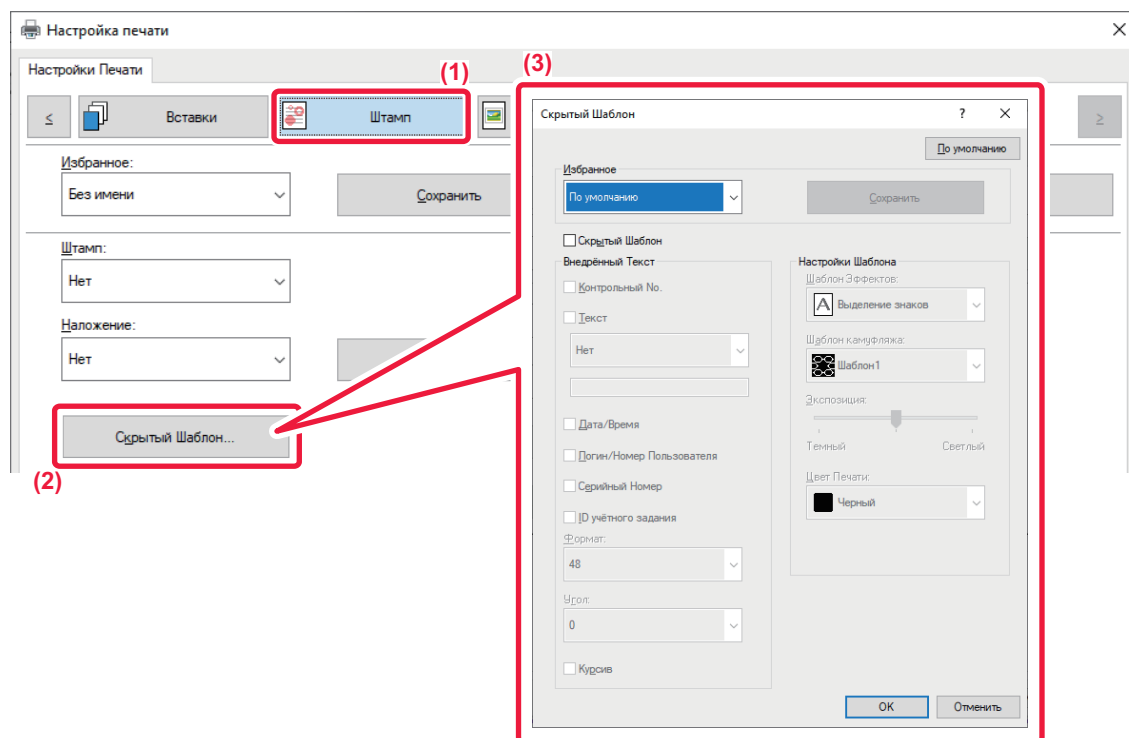 Настройка печати
Настройки Печати
(1)
(3)
<
Вставки
Штамп
>
Избранное:
Без имени
Сохранить
Штамп:
Нет
Наложение:
Нет
Скрытый Шаблон...
(2)
Скрытый Шаблон
?
По умолчанию
Избранное
По умолчанию
Сохранить
Скрытый Шаблон
Внедрённый Текст
Контрольный No.
Текст
Нет
Дата/Время
Логин/Номер Пользователя
Серийный Номер
ID учётного задания
Формат:
48
Угол:
0
Курсив
Настройки Шаблона
Шаблон Эффектов:
A
Выделение знаков
Шаблон камуфляжа:
Шаблон1
Экспозиция:
Темный Светлый
Цвет Печати:
Черный
OK
Отменить